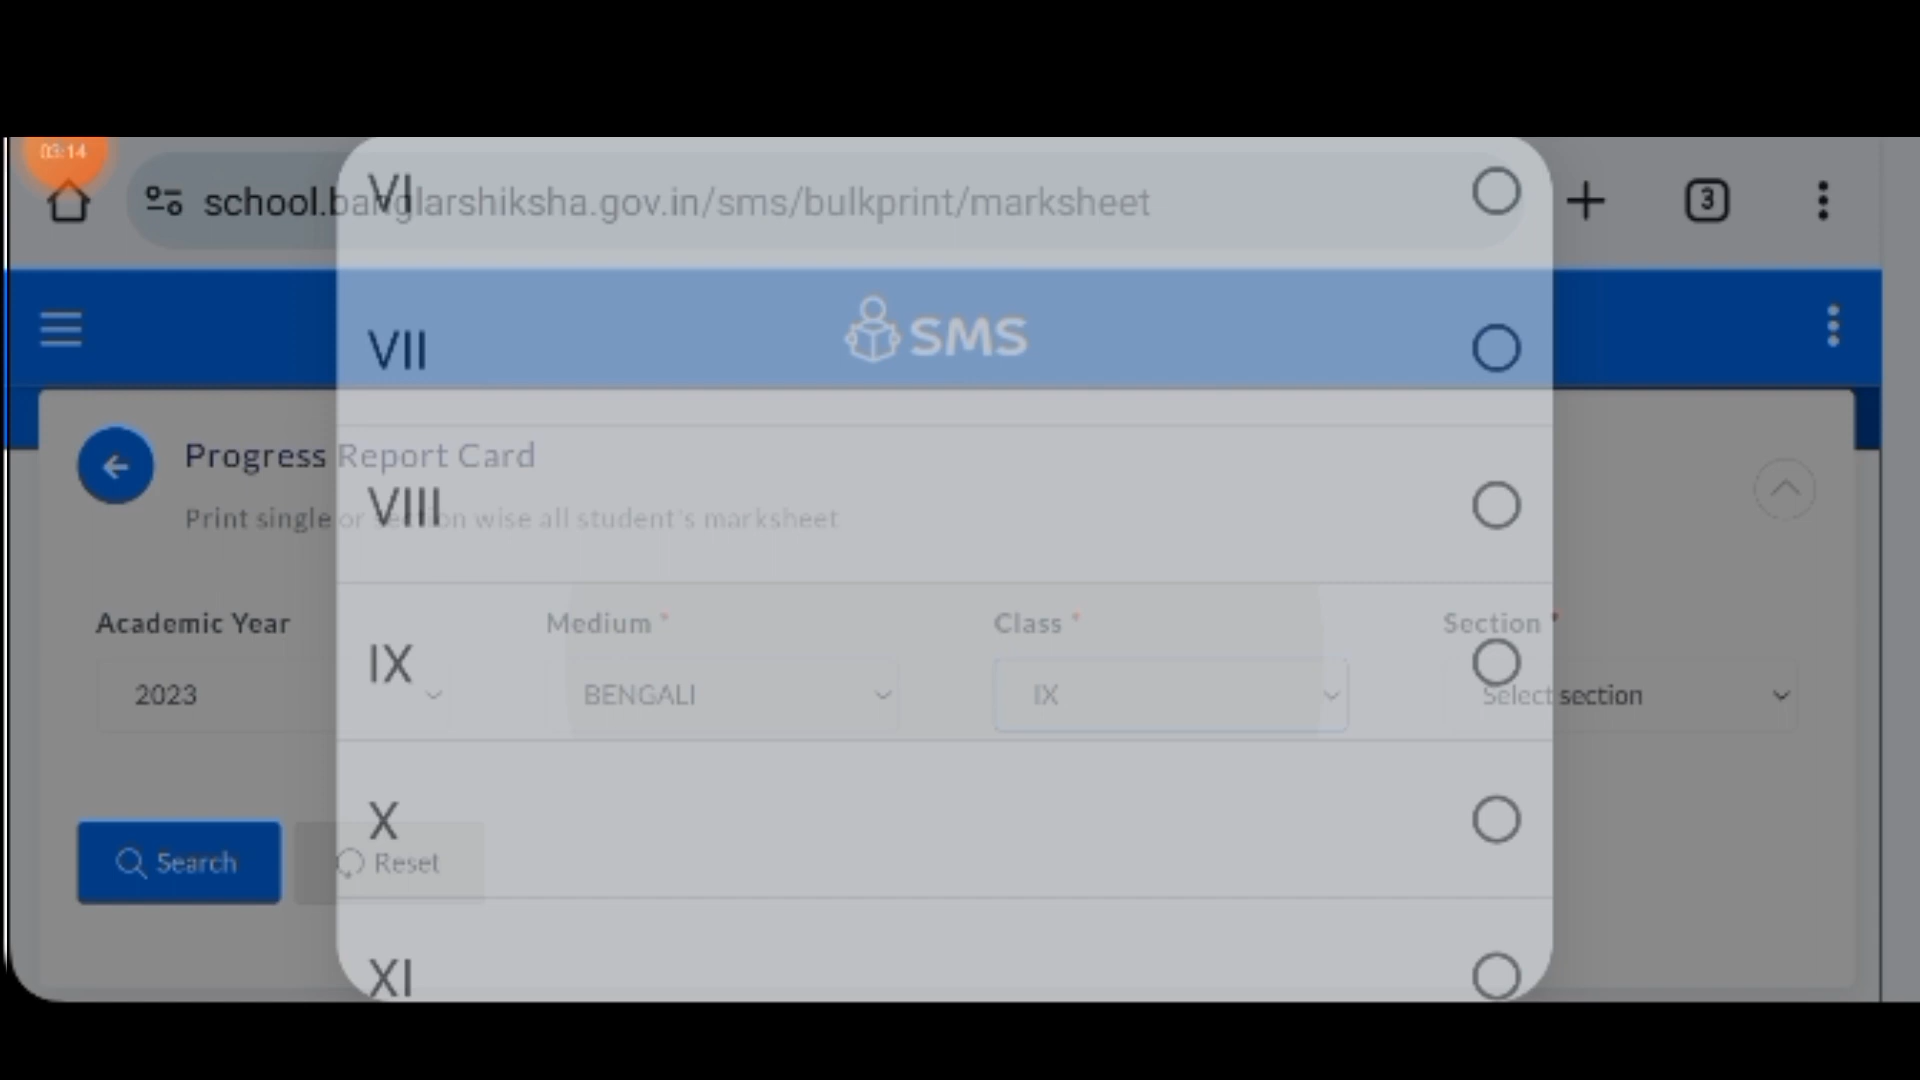 03:14
school.banglarshiksha.gov.in/sms/bulkprint/marksheet
3
VI
SMS
VII
Progress Report Card
VIII
Print single or section wise all student's marksheet
Academic Year Medium * Class * Section *
IX
2023 BENGALI IX Select section
X
Search Reset
XI